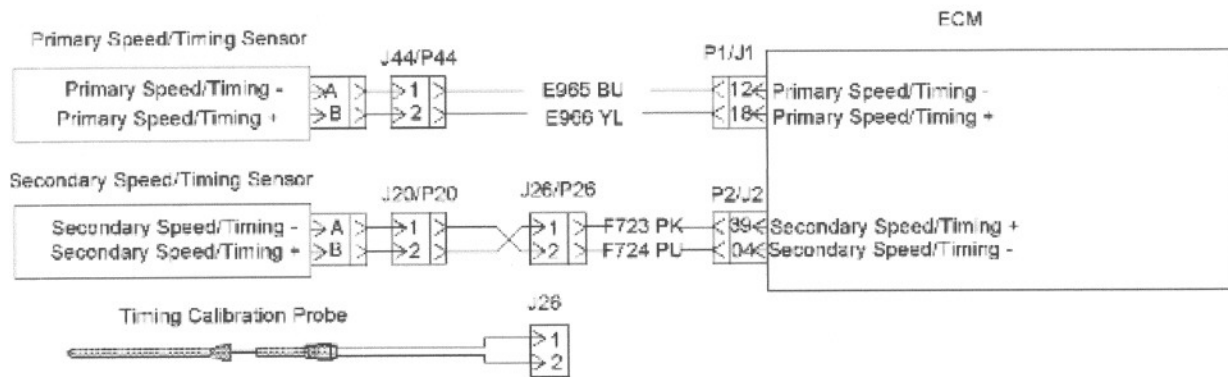 ECM
Primary Speed/Timing Sensor
J44/P44
P1/J1
Primary Speed/Timing -
A
1
E965 BU
12
Primary Speed/Timing -
Primary Speed/Timing +
B
2
E966 YL
18
Primary Speed/Timing +
Secondary Speed/Timing Sensor
J20/P20
J26/P26
P2/J2
Secondary Speed/Timing -
A
1
1
F723 PK
39
Secondary Speed/Timing +
Secondary Speed/Timing +
B
2
2
F724 PU
04
Secondary Speed/Timing -
Timing Calibration Probe
J26
1
2